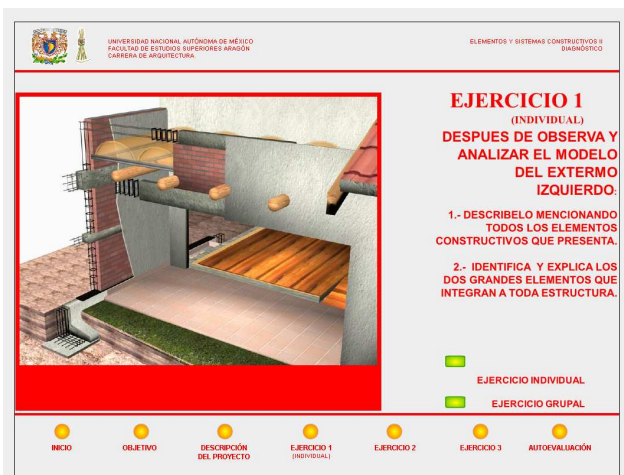 UNIVERSIDAD NACIONAL AUTÓNOMA DE MÉXICO
FACULTAD DE ESTUDIOS SUPERIORES ARAGÓN
CARRERA DE ARQUITECTURA
ELEMENTOS Y SISTEMAS CONSTRUCTIVOS II
DIAGNÓSTICO
EJERCICIO 1
(INDIVIDUAL)
DESPUES DE OBSERVA Y
ANALIZAR EL MODELO
DEL EXTERMO
IZQUIERDO:
1.- DESCRIBELO MENCIONANDO
TODOS LOS ELEMENTOS
CONSTRUCTIVOS QUE PRESENTA.
2.- IDENTIFICA Y EXPLICA LOS
DOS GRANDES ELEMENTOS QUE
INTEGRAN A TODA ESTRUCTURA.
EJERCICIO INDIVIDUAL
EJERCICIO GRUPAL
INICIO
OBJETIVO
DESCRIPCIÓN
DEL PROYECTO
EJERCICIO 1
(INDIVIDUAL)
EJERCICIO 2
EJERCICIO 3
AUTOEVALUACIÓN